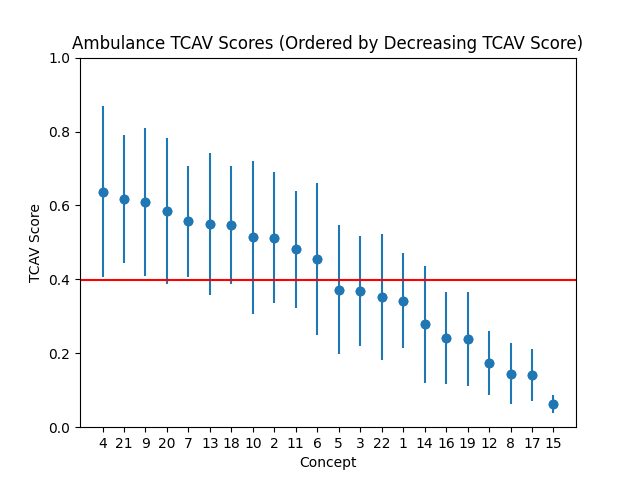 Ambulance TCAV Scores (Ordered by Decreasing TCAV Score)
1.0
0.8
0.6
0.4
0.2
0.0
TCAV Score
4 21 9 20 7 13 18 10 2 11 6 5 3 22 1 14 16 19 12 8 17 15
Concept